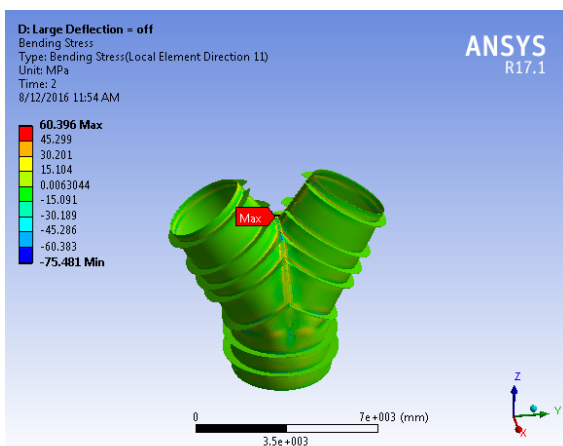 D: Large Deflection = off
Bending Stress
Type: Bending Stress(Local Element Direction 11)
Unit: MPa
Time: 2
8/12/2016 11:54 AM
ANSYS
R17.1
60.396 Max
45.299
30.201
15.104
0.0063044
-15.091
-30.189
-45.286
-60.383
-75.481 Min
Max
0
7e+003 (mm)
3.5e+003
Z
Y
X